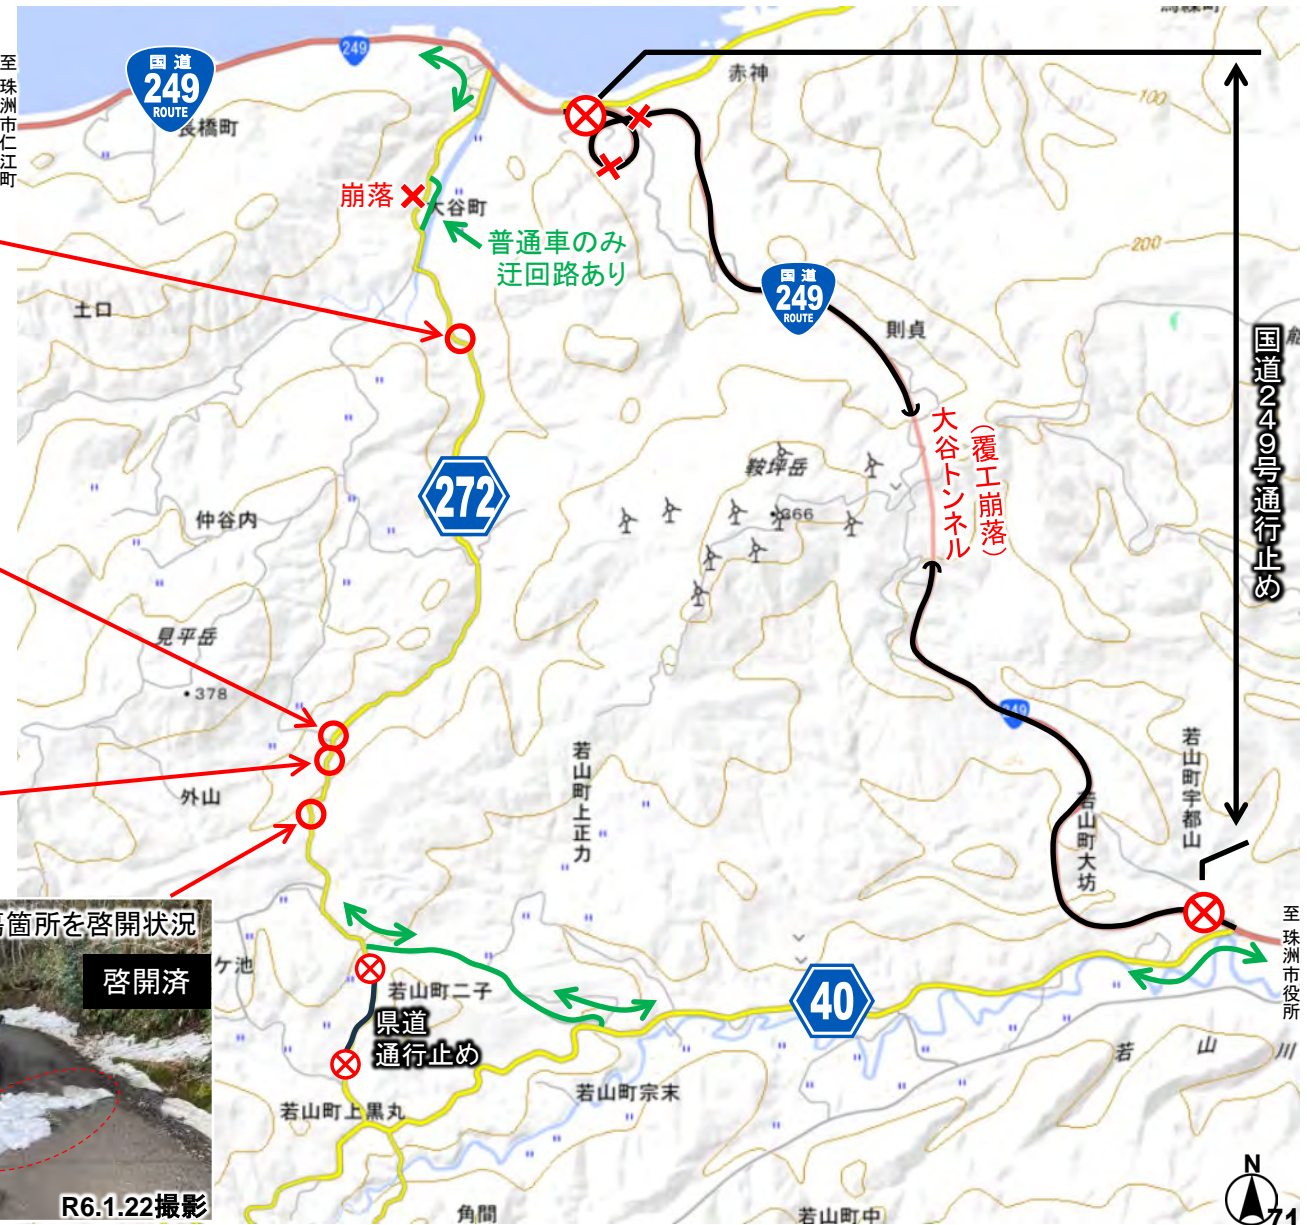 至 珠洲市仁江町
国道
249
ROUTE
249
長橋町
赤神
100
崩落
大谷町
普通車のみ
迂回路あり
200
土口
国道
249
ROUTE
則貞
国道249号通行止め
大谷トンネル
(覆工崩落)
鞍坪岳
366
272
仲谷内
見平岳
378
249
外山
若山町上正力
若山町宇都山
若山町大坊
箇所を啓開状況
啓開済
ケ池
若山町二子
県道
通行止め
40
至 珠洲市役所
若山川
若山町宗末
若山町上黒丸
R6.1.22撮影
角間
若山町中
N
71